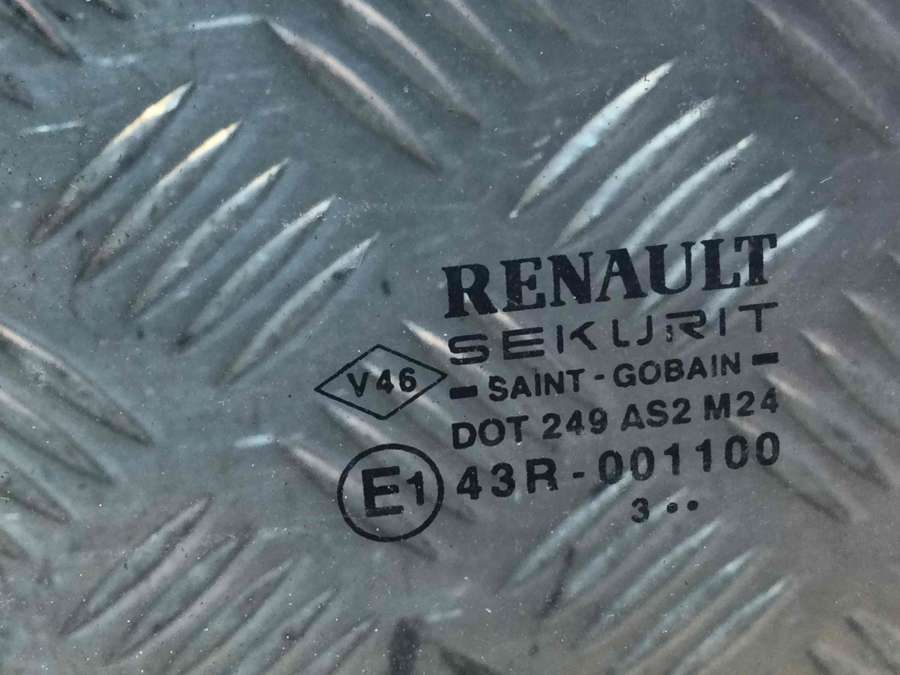 RENAULT
SEKURIT
- SAINT - GOBAIN -
V46
DOT 249 AS2 M24
E1 43R - 001100
3 ••